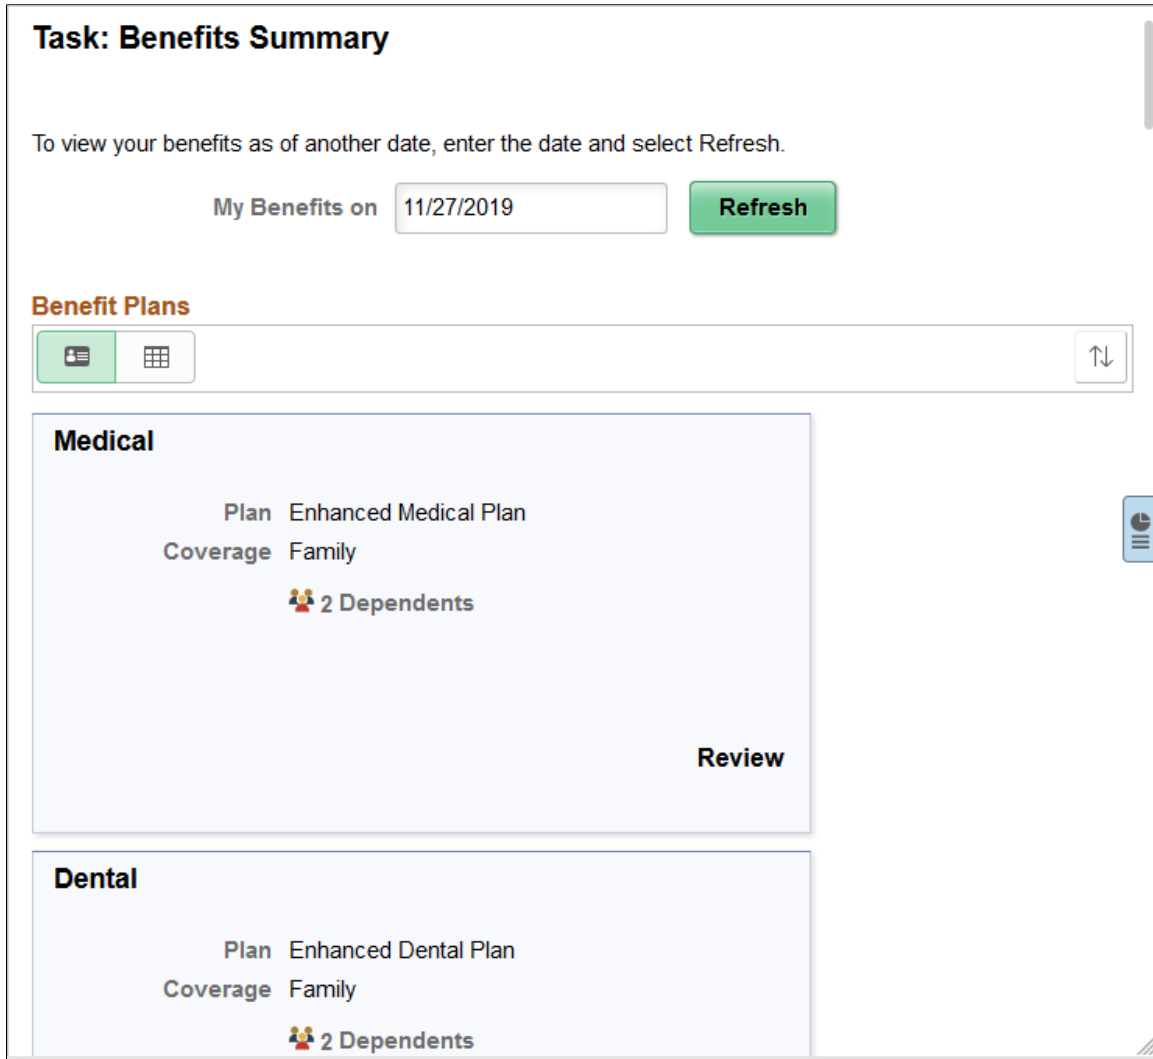 Task: Benefits Summary
To view your benefits as of another date, enter the date and select Refresh.
My Benefits on 11/27/2019 Refresh
Benefit Plans
Medical
Plan Enhanced Medical Plan
Coverage Family
2 Dependents
Review
Dental
Plan Enhanced Dental Plan
Coverage Family
2 Dependents